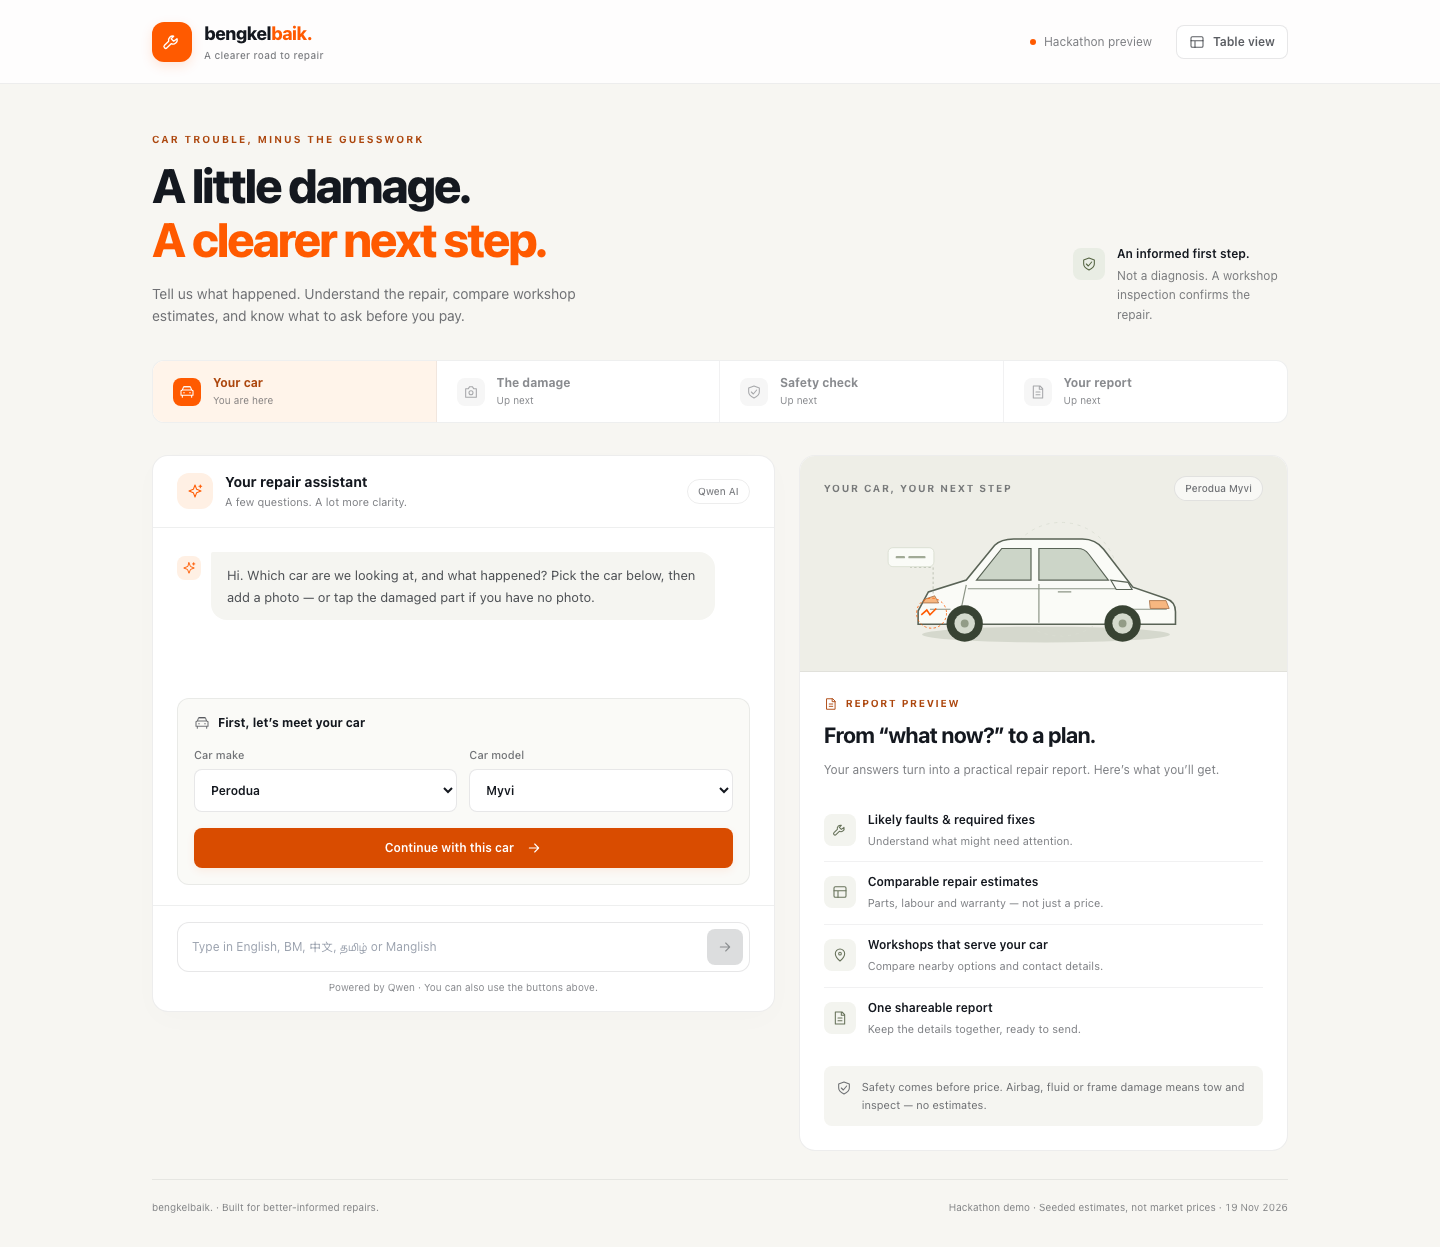 bengkelbaik.
A clearer road to repair
Hackathon preview
Table view
CAR TROUBLE, MINUS THE GUESSWORK
A little damage.
A clearer next step.
Tell us what happened. Understand the repair, compare workshop
estimates, and know what to ask before you pay.
An informed first step.
Not a diagnosis. A workshop
inspection confirms the
repair.
Your car
You are here
The damage
Up next
Safety check
Up next
Your report
Up next
Your repair assistant
A few questions. A lot more clarity.
Qwen AI
Hi. Which car are we looking at, and what happened? Pick the car below, then
add a photo — or tap the damaged part if you have no photo.
First, let’s meet your car
Car make
Car model
Perodua
Myvi
Continue with this car
Type in English, BM, 中文, தமிழ் or Manglish
Powered by Qwen · You can also use the buttons above.
YOUR CAR, YOUR NEXT STEP
Perodua Myvi
REPORT PREVIEW
From “what now?” to a plan.
Your answers turn into a practical repair report. Here’s what you’ll get.
Likely faults & required fixes
Understand what might need attention.
Comparable repair estimates
Parts, labour and warranty — not just a price.
Workshops that serve your car
Compare nearby options and contact details.
One shareable report
Keep the details together, ready to send.
Safety comes before price. Airbag, fluid or frame damage means tow and
inspect — no estimates.
bengkelbaik. · Built for better-informed repairs.
Hackathon demo · Seeded estimates, not market prices · 19 Nov 2026